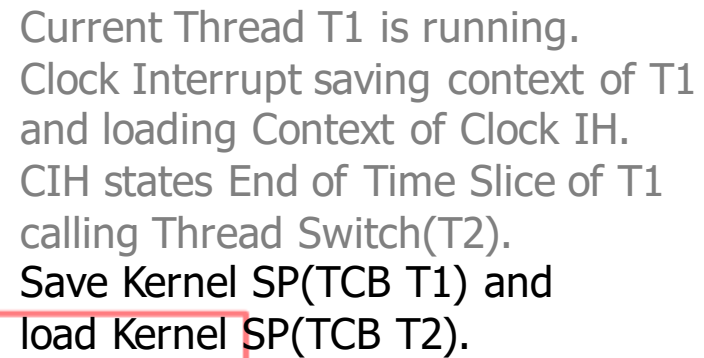 Current Thread T1 is running.
Clock Interrupt saving context of T1
and loading Context of Clock IH.
CIH states End of Time Slice of T1
calling Thread Switch(T2).
Save Kernel SP(TCB T1) and
load Kernel SP(TCB T2).